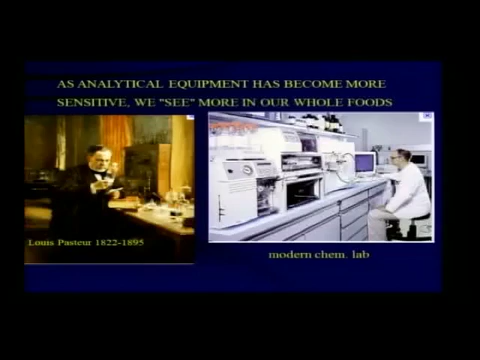 AS ANALYTICAL EQUIPMENT HAS BECOME MORE
SENSITIVE, WE "SEE" MORE IN OUR WHOLE FOODS
Louis Pasteur 1822-1895
modern chem. lab